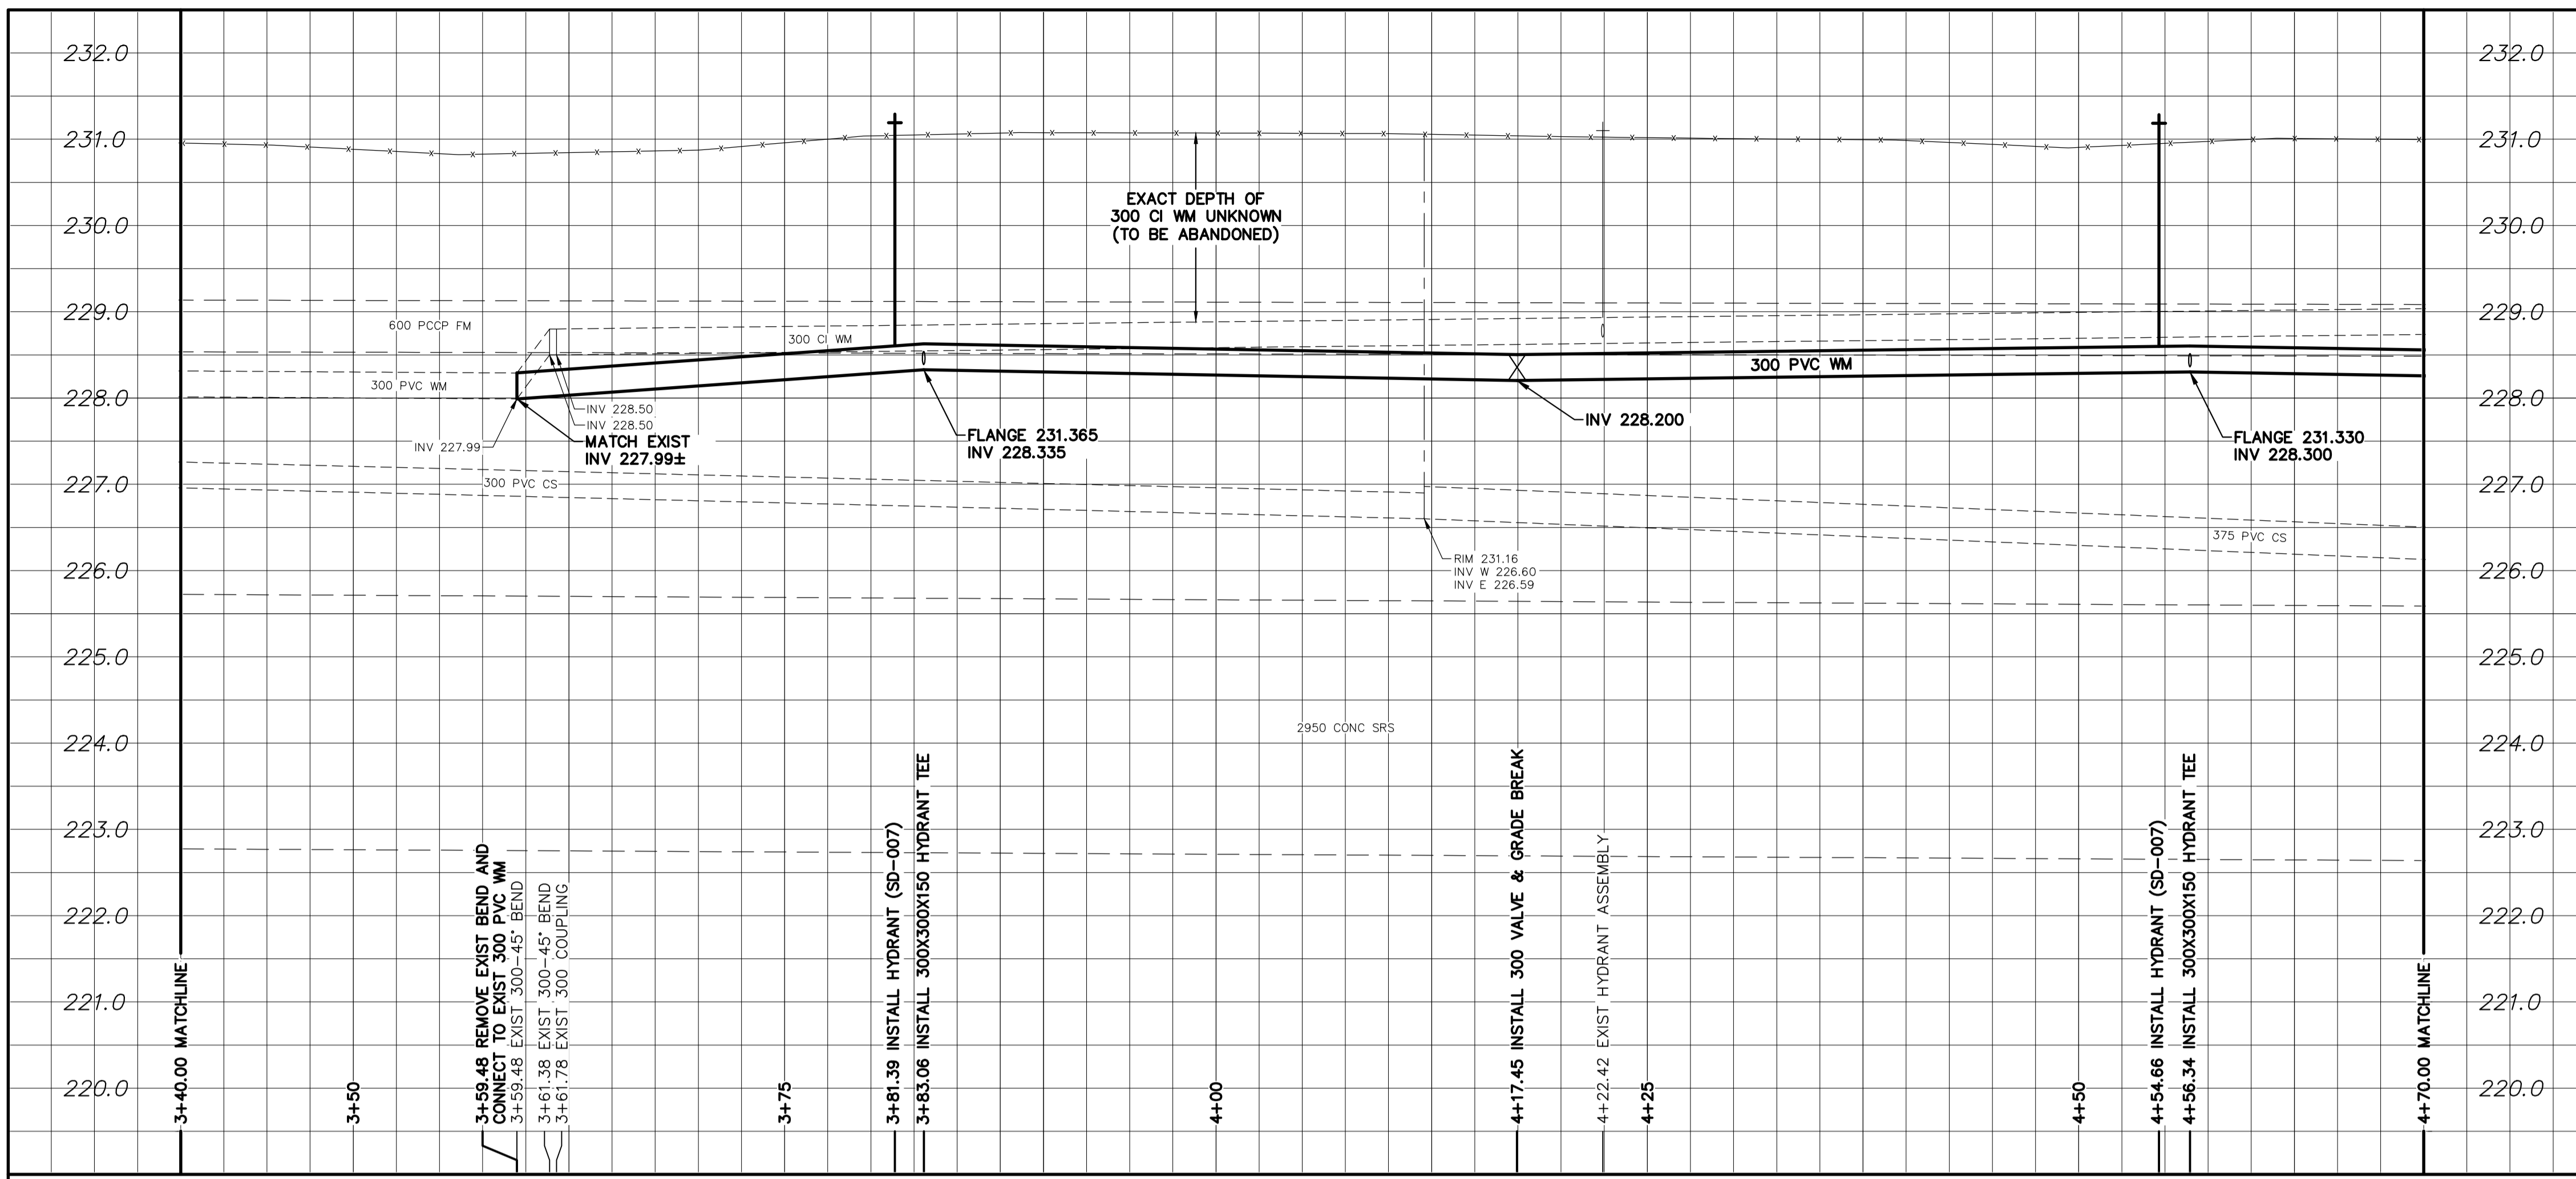 232.0
231.0
230.0
229.0
228.0
227.0
226.0
225.0
224.0
223.0
222.0
221.0
220.0
232.0
231.0
230.0
229.0
228.0
227.0
226.0
225.0
224.0
223.0
222.0
221.0
220.0
EXACT DEPTH OF
300 CI WM UNKNOWN
(TO BE ABANDONED)
600 PCCP FM
300 CI WM
300 PVC WM
300 PVC WM
INV 228.50
INV 228.50
INV 227.99
MATCH EXIST
INV 227.99±
FLANGE 231.365
INV 228.335
INV 228.200
FLANGE 231.330
INV 228.300
300 PVC CS
375 PVC CS
RIM 231.16
INV W 226.60
INV E 226.59
2950 CONC SRS
3+40.00 MATCHLINE
3+50
3+59.48 REMOVE EXIST BEND AND
CONNECT TO EXIST 300 PVC WM
3+59.48 EXIST 300-45° BEND
3+61.38 EXIST 300-45° BEND
3+61.78 EXIST 300 COUPLING
3+75
3+81.39 INSTALL HYDRANT (SD-007)
3+83.06 INSTALL 300X300X150 HYDRANT TEE
4+00
4+17.45 INSTALL 300 VALVE & GRADE BREAK
4+22.42 EXIST HYDRANT ASSEMBLY
4+25
4+50
4+54.66 INSTALL HYDRANT (SD-007)
4+56.34 INSTALL 300X300X150 HYDRANT TEE
4+70.00 MATCHLINE